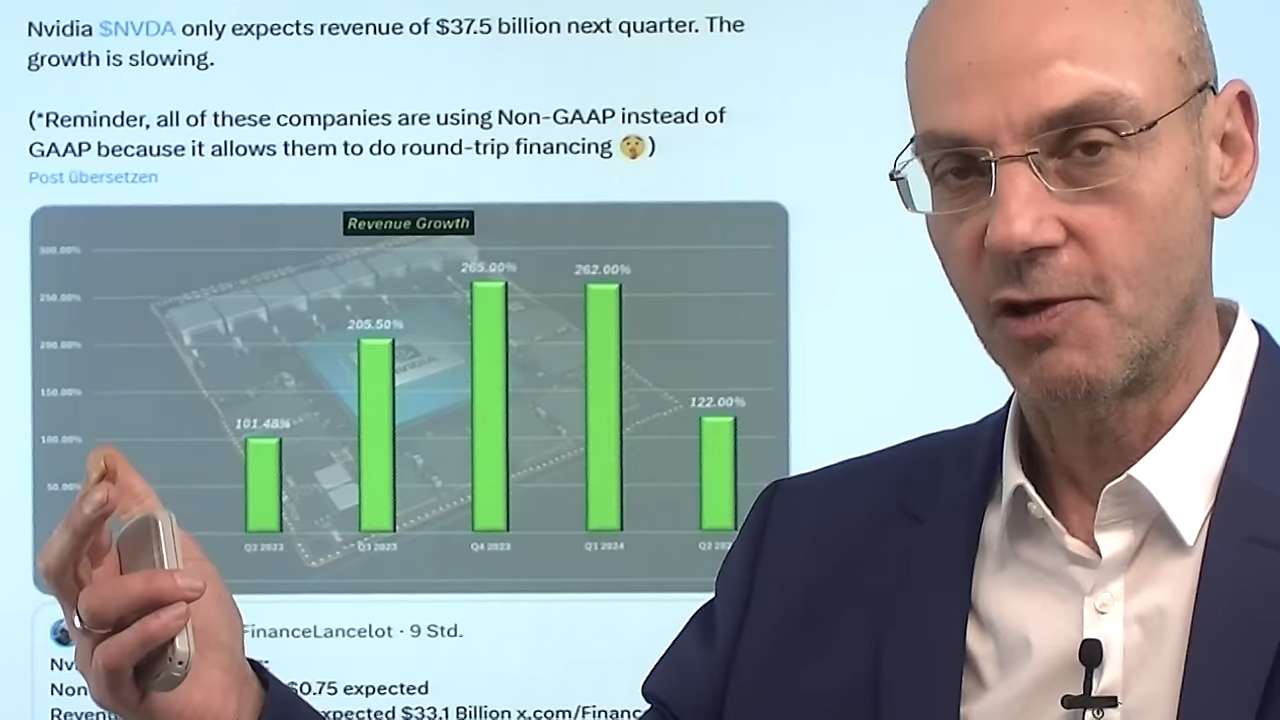 Nvidia $NVDA only expects revenue of $37.5 billion next quarter. The
growth is slowing.
(*Reminder, all of these companies are using Non-GAAP instead of
GAAP because it allows them to do round-trip financing 🤫)
Post übersetzen
Revenue Growth
300.00%
250.00%
200.00%
150.00%
100.00%
50.00%
101.48%
205.50%
265.00%
262.00%
122.00%
NVIDIA
Q2 2023
Q3 2023
Q4 2023
Q1 2024
Q2
FinanceLancelot · 9 Std.
$0.75 expected
expected $33.1 Billion x.com/Financ